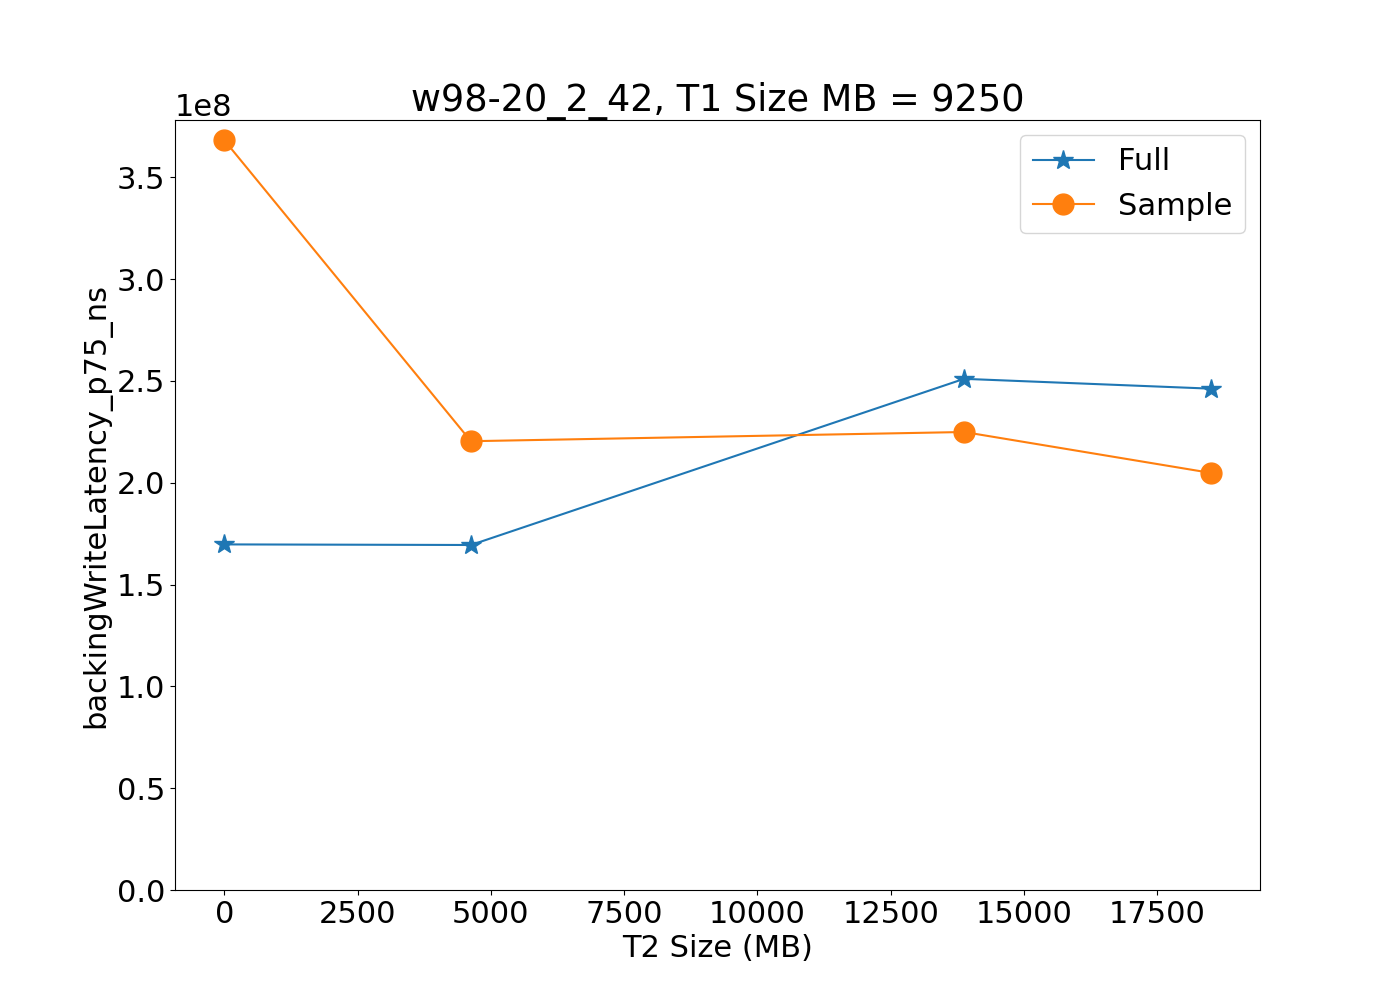 w98-20_2_42, T1 Size MB = 9250
1e8
Full
Sample
3.5
3.0
2.5
2.0
1.5
1.0
0.5
0.0
backingWriteLatency_p75_ns
0 2500 5000 7500 10000 12500 15000 17500
T2 Size (MB)